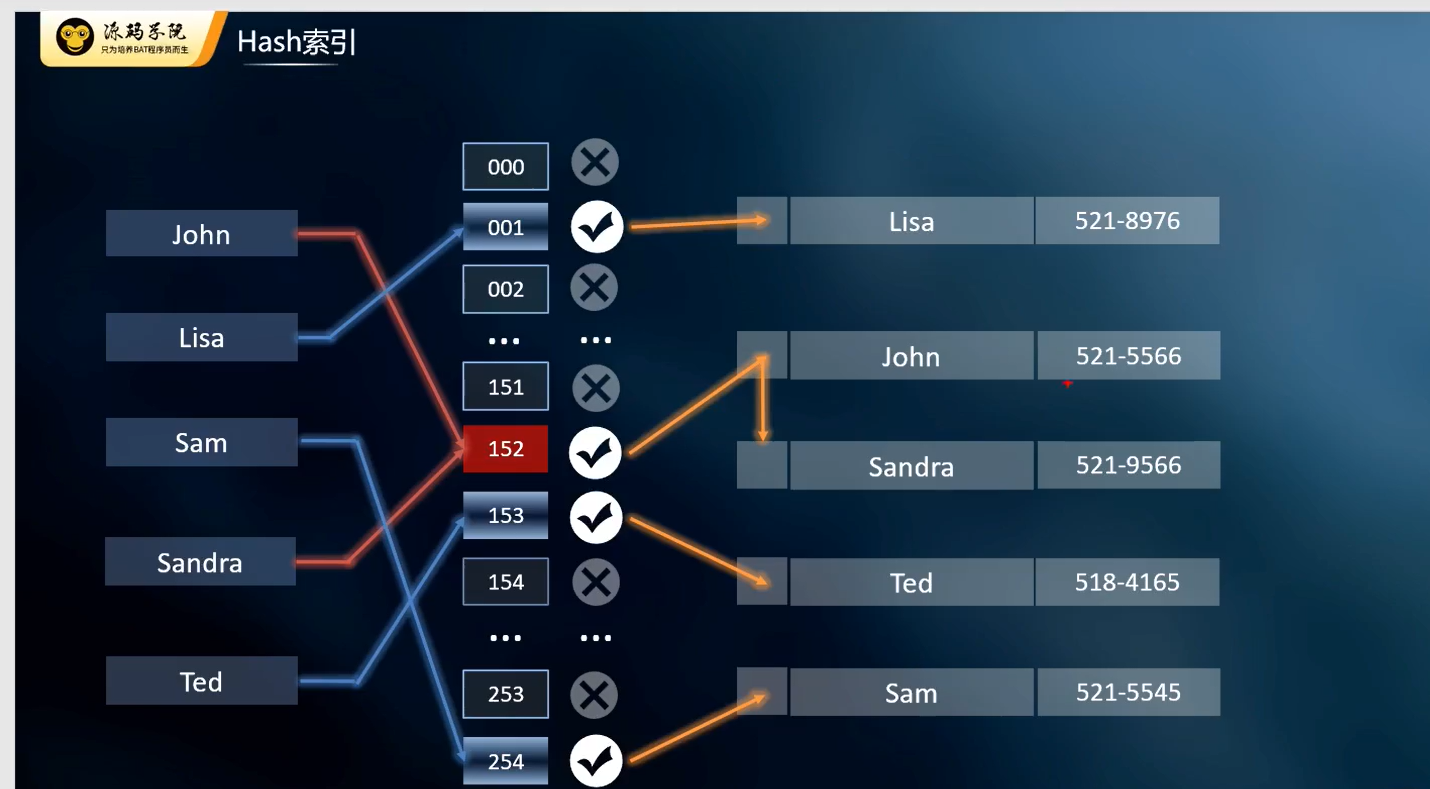 源码学院
只为培养BAT程序员而生
Hash索引
John
Lisa
Sam
Sandra
Ted
000
001
002
...
...
151
152
153
154
...
...
253
254
Lisa 521-8976
John 521-5566
Sandra 521-9566
Ted 518-4165
Sam 521-5545